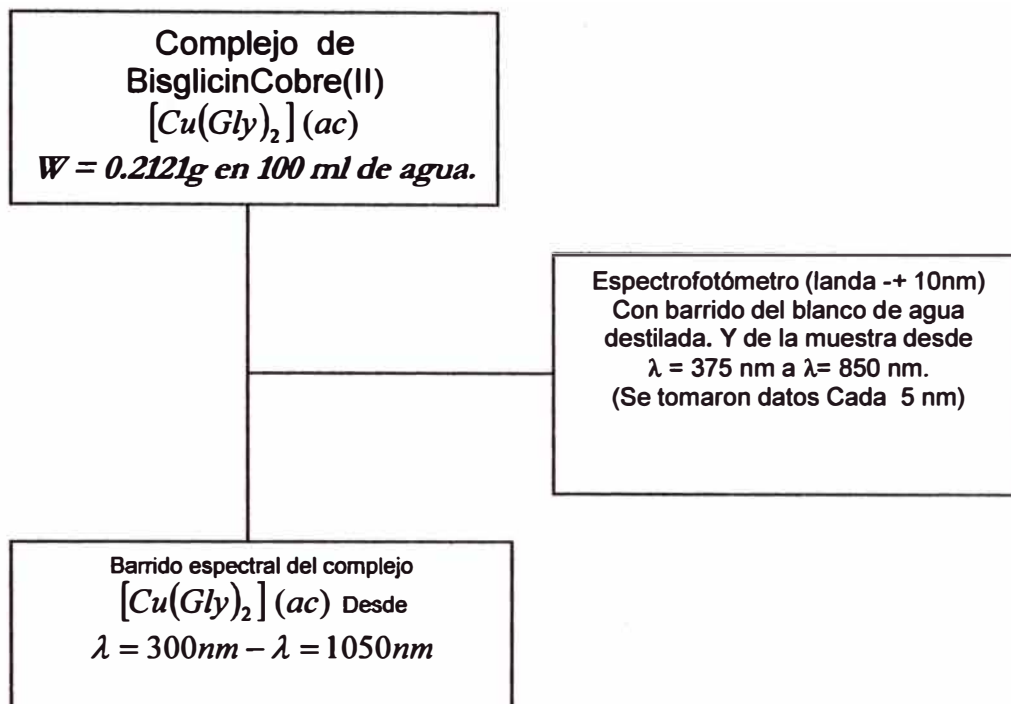 Complejo de
BisglicinCobre(II)
[Cu(Gly)₂] (ac)
W = 0.2121g en 100 ml de agua.
Espectrofotómetro (landa -+ 10nm)
Con barrido del blanco de agua
destilada. Y de la muestra desde
λ = 375 nm a λ= 850 nm.
(Se tomaron datos Cada 5 nm)
Barrido espectral del complejo
[Cu(Gly)₂] (ac) Desde
λ = 300nm − λ = 1050nm